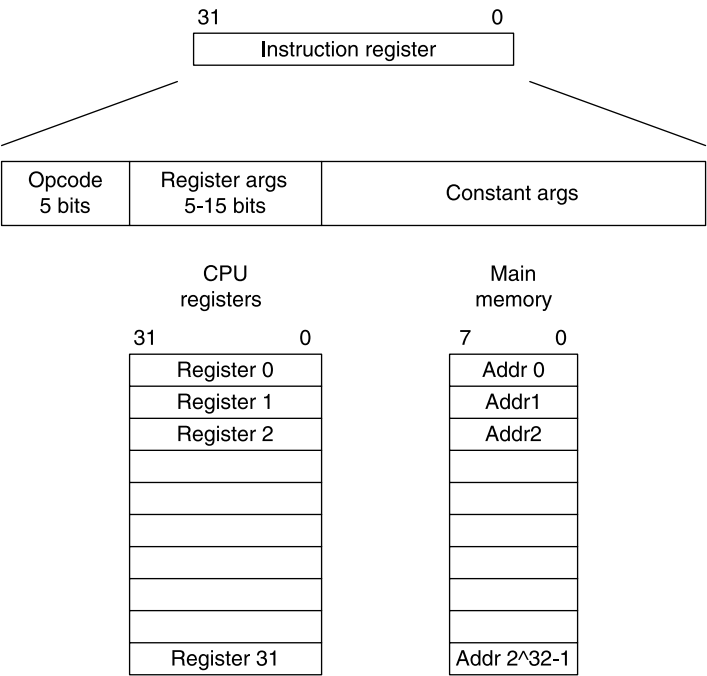 31 0
Instruction register
Opcode
5 bits
Register args
5-15 bits
Constant args
CPU
registers
31 0
Register 0
Register 1
Register 2
Register 31
Main
memory
7 0
Addr 0
Addr1
Addr2
Addr 2^32-1